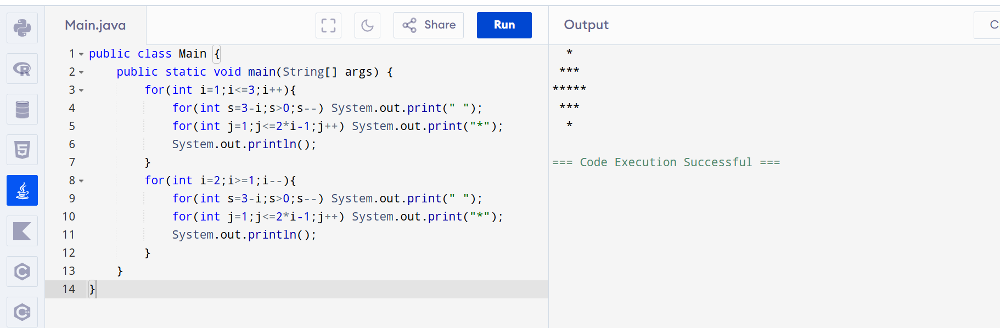 Main.java
Share
Run
Output
C
1 public class Main {
2     public static void main(String[] args) {
3         for(int i=1;i<=3;i++){
4             for(int s=3-i;s>0;s--) System.out.print(" ");
5             for(int j=1;j<=2*i-1;j++) System.out.print("*");
6             System.out.println();
7         }
8         for(int i=2;i>=1;i--){
9             for(int s=3-i;s>0;s--) System.out.print(" ");
10             for(int j=1;j<=2*i-1;j++) System.out.print("*");
11             System.out.println();
12         }
13     }
14 }
  *
 ***
*****
 ***
  *
=== Code Execution Successful ===